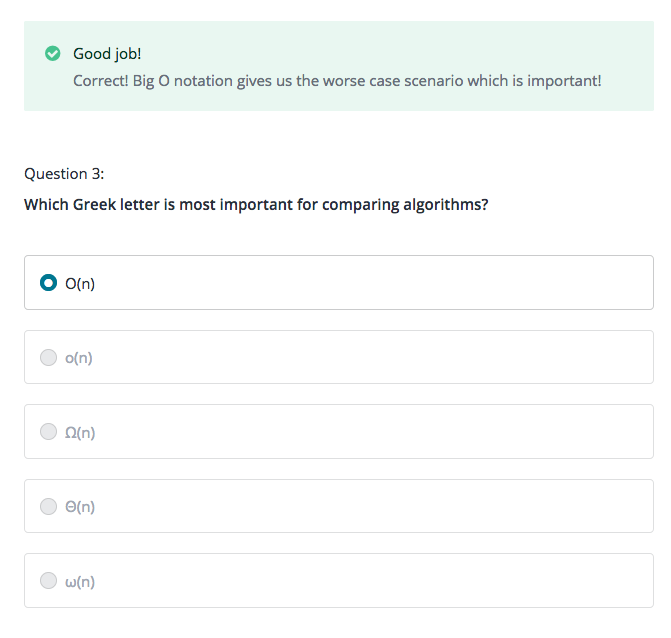 Good job!
Correct! Big O notation gives us the worse case scenario which is important!
Question 3:
Which Greek letter is most important for comparing algorithms?
O(n)
o(n)
Ω(n)
Θ(n)
ω(n)